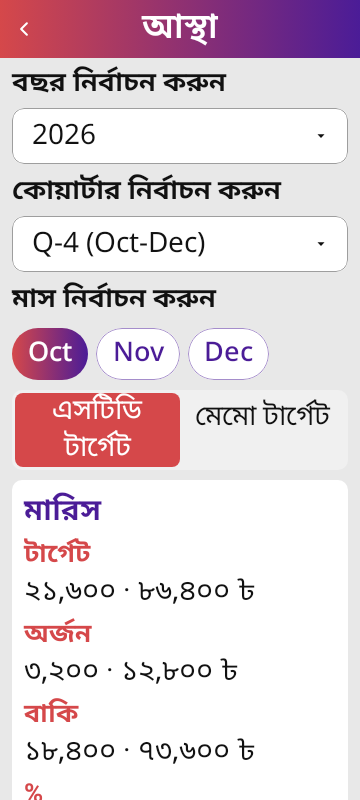 আস্থা
বছর নির্বাচন করুন
2026
কোয়ার্টার নির্বাচন করুন
Q-4 (Oct-Dec)
মাস নির্বাচন করুন
Oct Nov Dec
এসটিডি টার্গেট
মেমো টার্গেট
মারিস
টার্গেট
২১,৬০০ · ৮৬,৪০০ ৳
অর্জন
৩,২০০ · ১২,৮০০ ৳
বাকি
১৮,৪০০ · ৭৩,৬০০ ৳
%